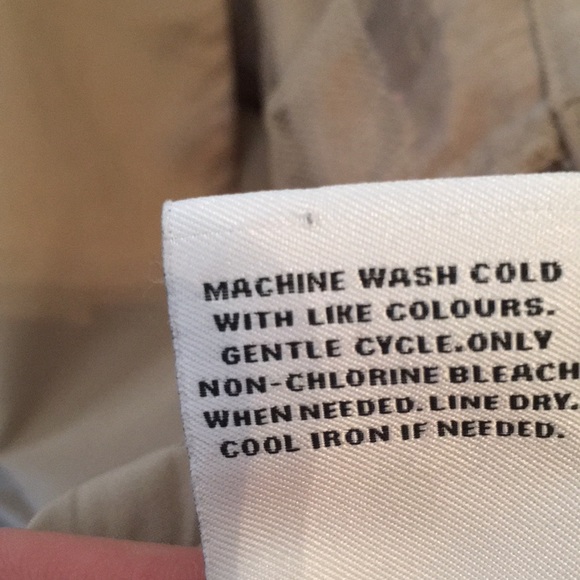 MACHINE WASH COLD
WITH LIKE COLOURS.
GENTLE CYCLE.ONLY
NON-CHLORINE BLEACH
WHEN NEEDED. LINE DRY.
COOL IRON IF NEEDED.